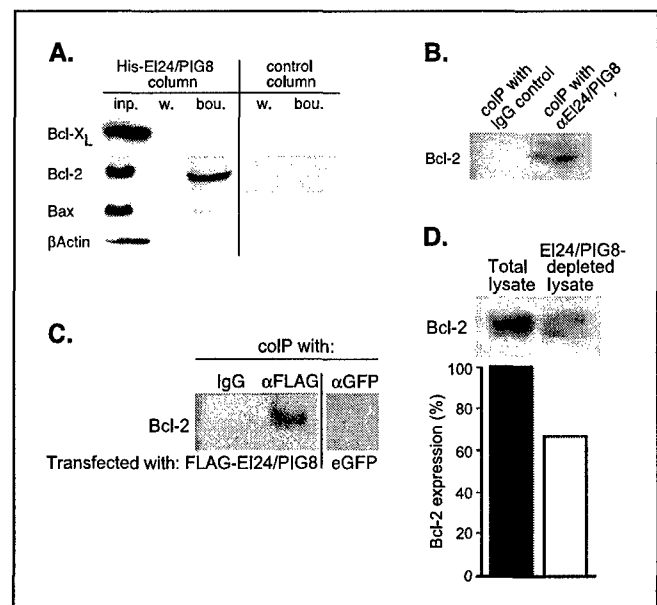 A.
His-EI24/PIG8 column
control column
inp. w. bou. w. bou.
Bcl-XL
Bcl-2
Bax
βActin
B.
coIP with IgG control
coIP with αEI24/PIG8
Bcl-2
C.
coIP with:
IgG αFLAG αGFP
Bcl-2
Transfected with: FLAG-EI24/PIG8 eGFP
D.
Total lysate
EI24/PIG8-depleted lysate
Bcl-2
Bcl-2 expression (%)
100
80
60
40
20
0